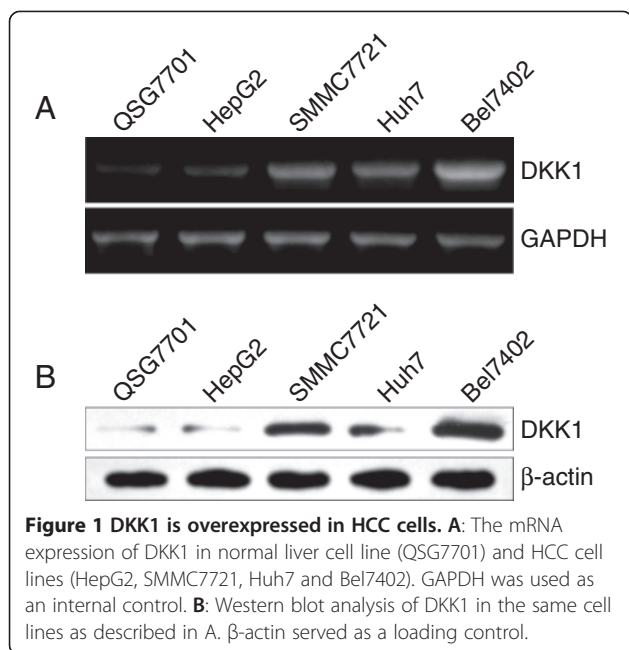 A
QSG7701 HepG2 SMMC7721 Huh7 Bel7402
DKK1
GAPDH
B
QSG7701 HepG2 SMMC7721 Huh7 Bel7402
DKK1
β-actin
Figure 1 DKK1 is overexpressed in HCC cells. A: The mRNA
expression of DKK1 in normal liver cell line (QSG7701) and HCC cell
lines (HepG2, SMMC7721, Huh7 and Bel7402). GAPDH was used as
an internal control. B: Western blot analysis of DKK1 in the same cell
lines as described in A. β-actin served as a loading control.